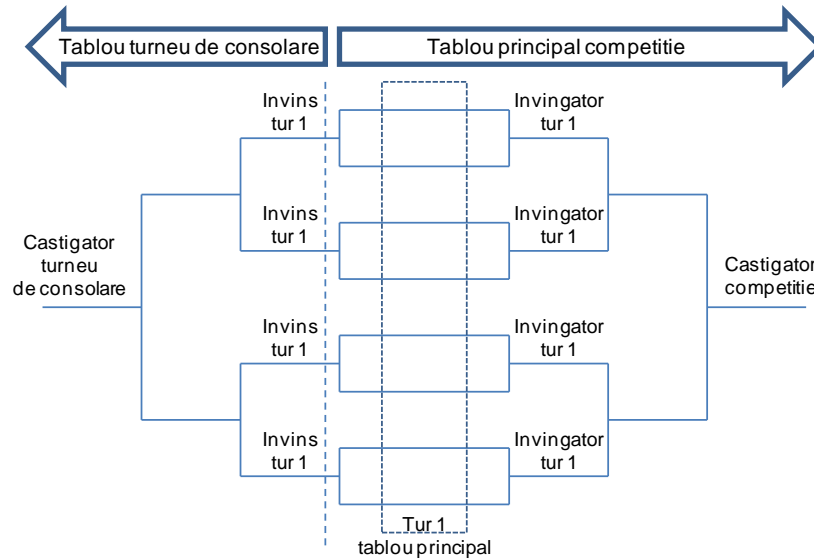 Tablou turneu de consolare
Tablou principal competitie
Invins
tur 1
Invingator
tur 1
Invins
tur 1
Invingator
tur 1
Castigator
turneu
de consolare
Castigator
competitie
Invins
tur 1
Invingator
tur 1
Invins
tur 1
Invingator
tur 1
Tur 1
tablou principal